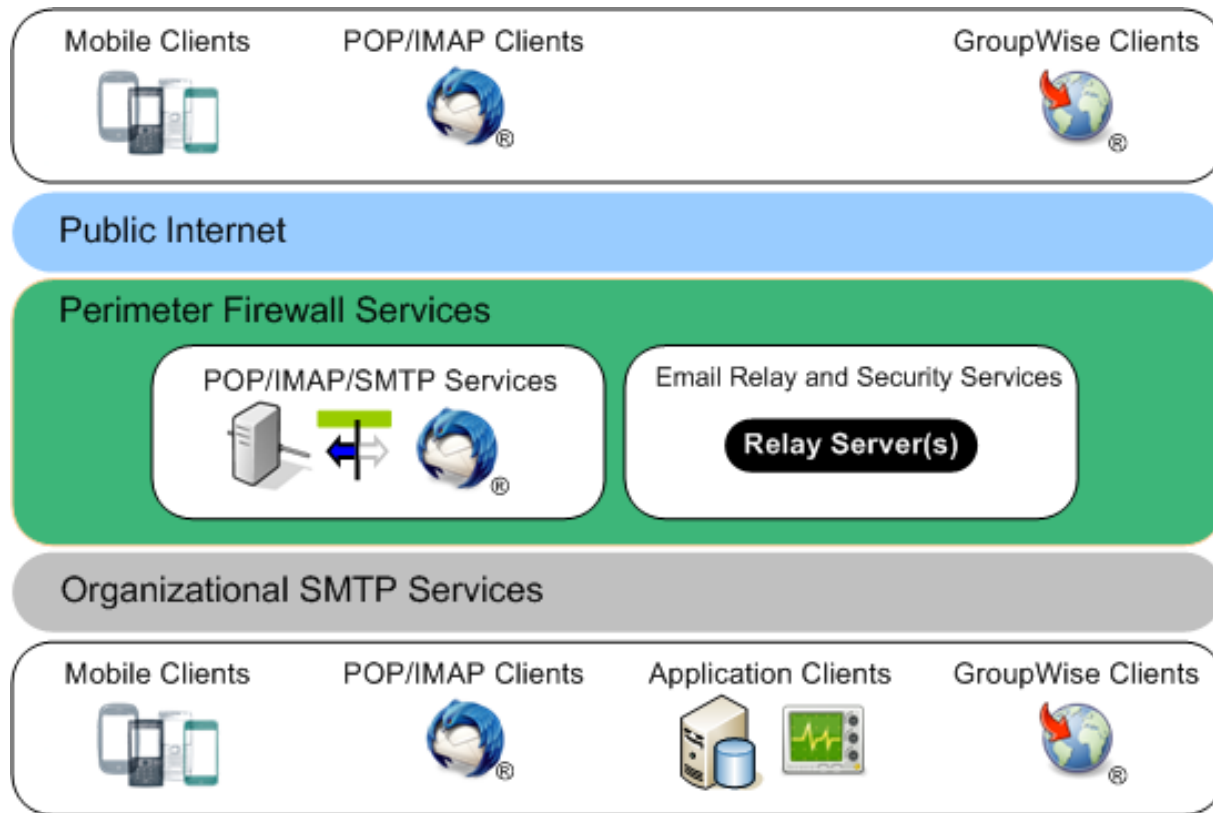 Mobile Clients
POP/IMAP Clients
GroupWise Clients
®
®
Public Internet
Perimeter Firewall Services
POP/IMAP/SMTP Services
®
Email Relay and Security Services
Relay Server(s)
Organizational SMTP Services
Mobile Clients
POP/IMAP Clients
Application Clients
GroupWise Clients
®
®